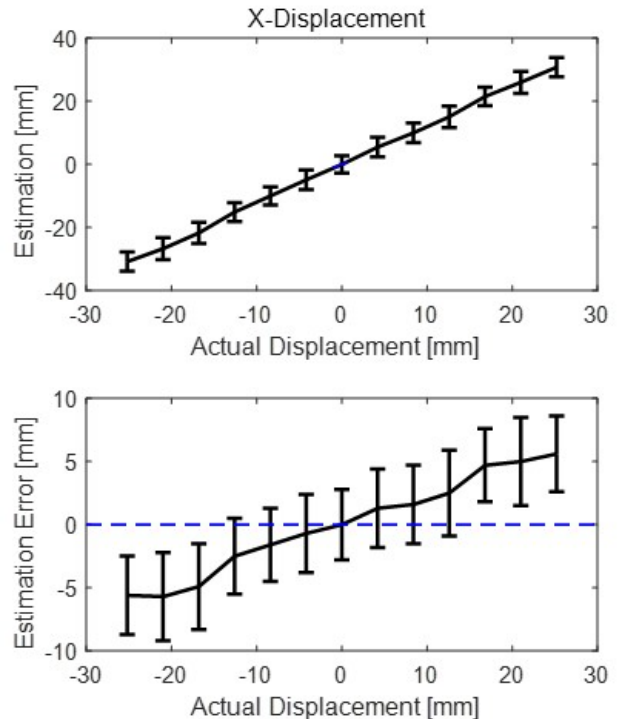 X-Displacement
Estimation [mm]
40
20
0
-20
-40
-30 -20 -10 0 10 20 30
Actual Displacement [mm]
Estimation Error [mm]
10
5
0
-5
-10
-30 -20 -10 0 10 20 30
Actual Displacement [mm]